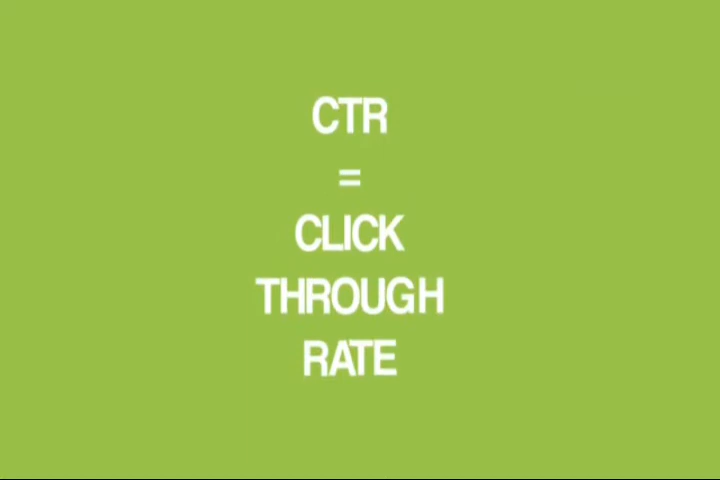 CTR
=
CLICK
THROUGH
RATE